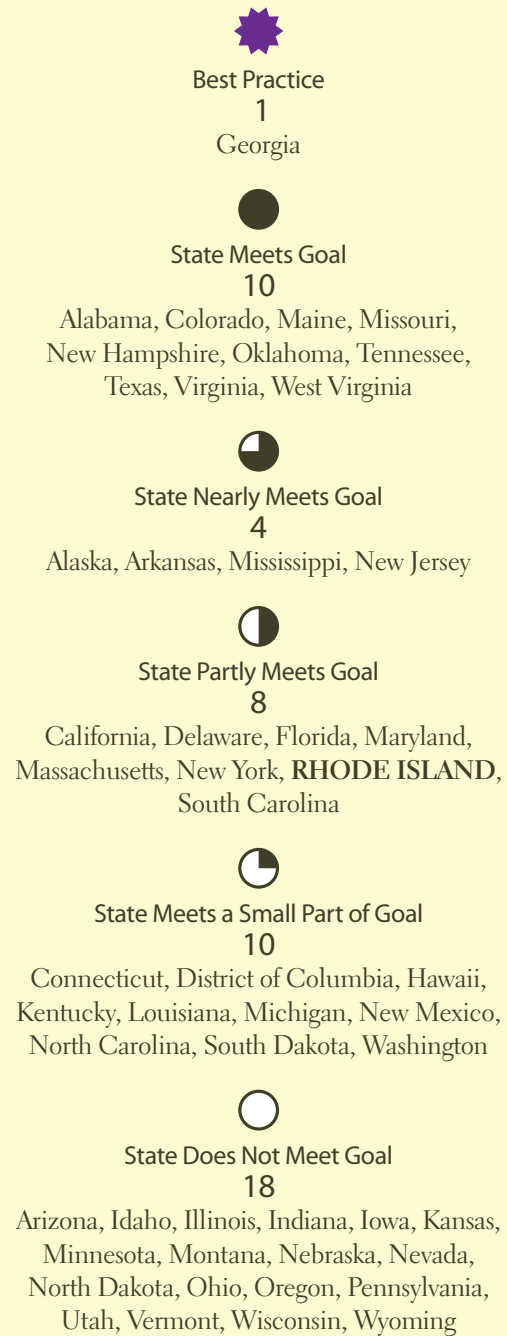 Best Practice
1
Georgia
State Meets Goal
10
Alabama, Colorado, Maine, Missouri,
New Hampshire, Oklahoma, Tennessee,
Texas, Virginia, West Virginia
State Nearly Meets Goal
4
Alaska, Arkansas, Mississippi, New Jersey
State Partly Meets Goal
8
California, Delaware, Florida, Maryland,
Massachusetts, New York, RHODE ISLAND,
South Carolina
State Meets a Small Part of Goal
10
Connecticut, District of Columbia, Hawaii,
Kentucky, Louisiana, Michigan, New Mexico,
North Carolina, South Dakota, Washington
State Does Not Meet Goal
18
Arizona, Idaho, Illinois, Indiana, Iowa, Kansas,
Minnesota, Montana, Nebraska, Nevada,
North Dakota, Ohio, Oregon, Pennsylvania,
Utah, Vermont, Wisconsin, Wyoming